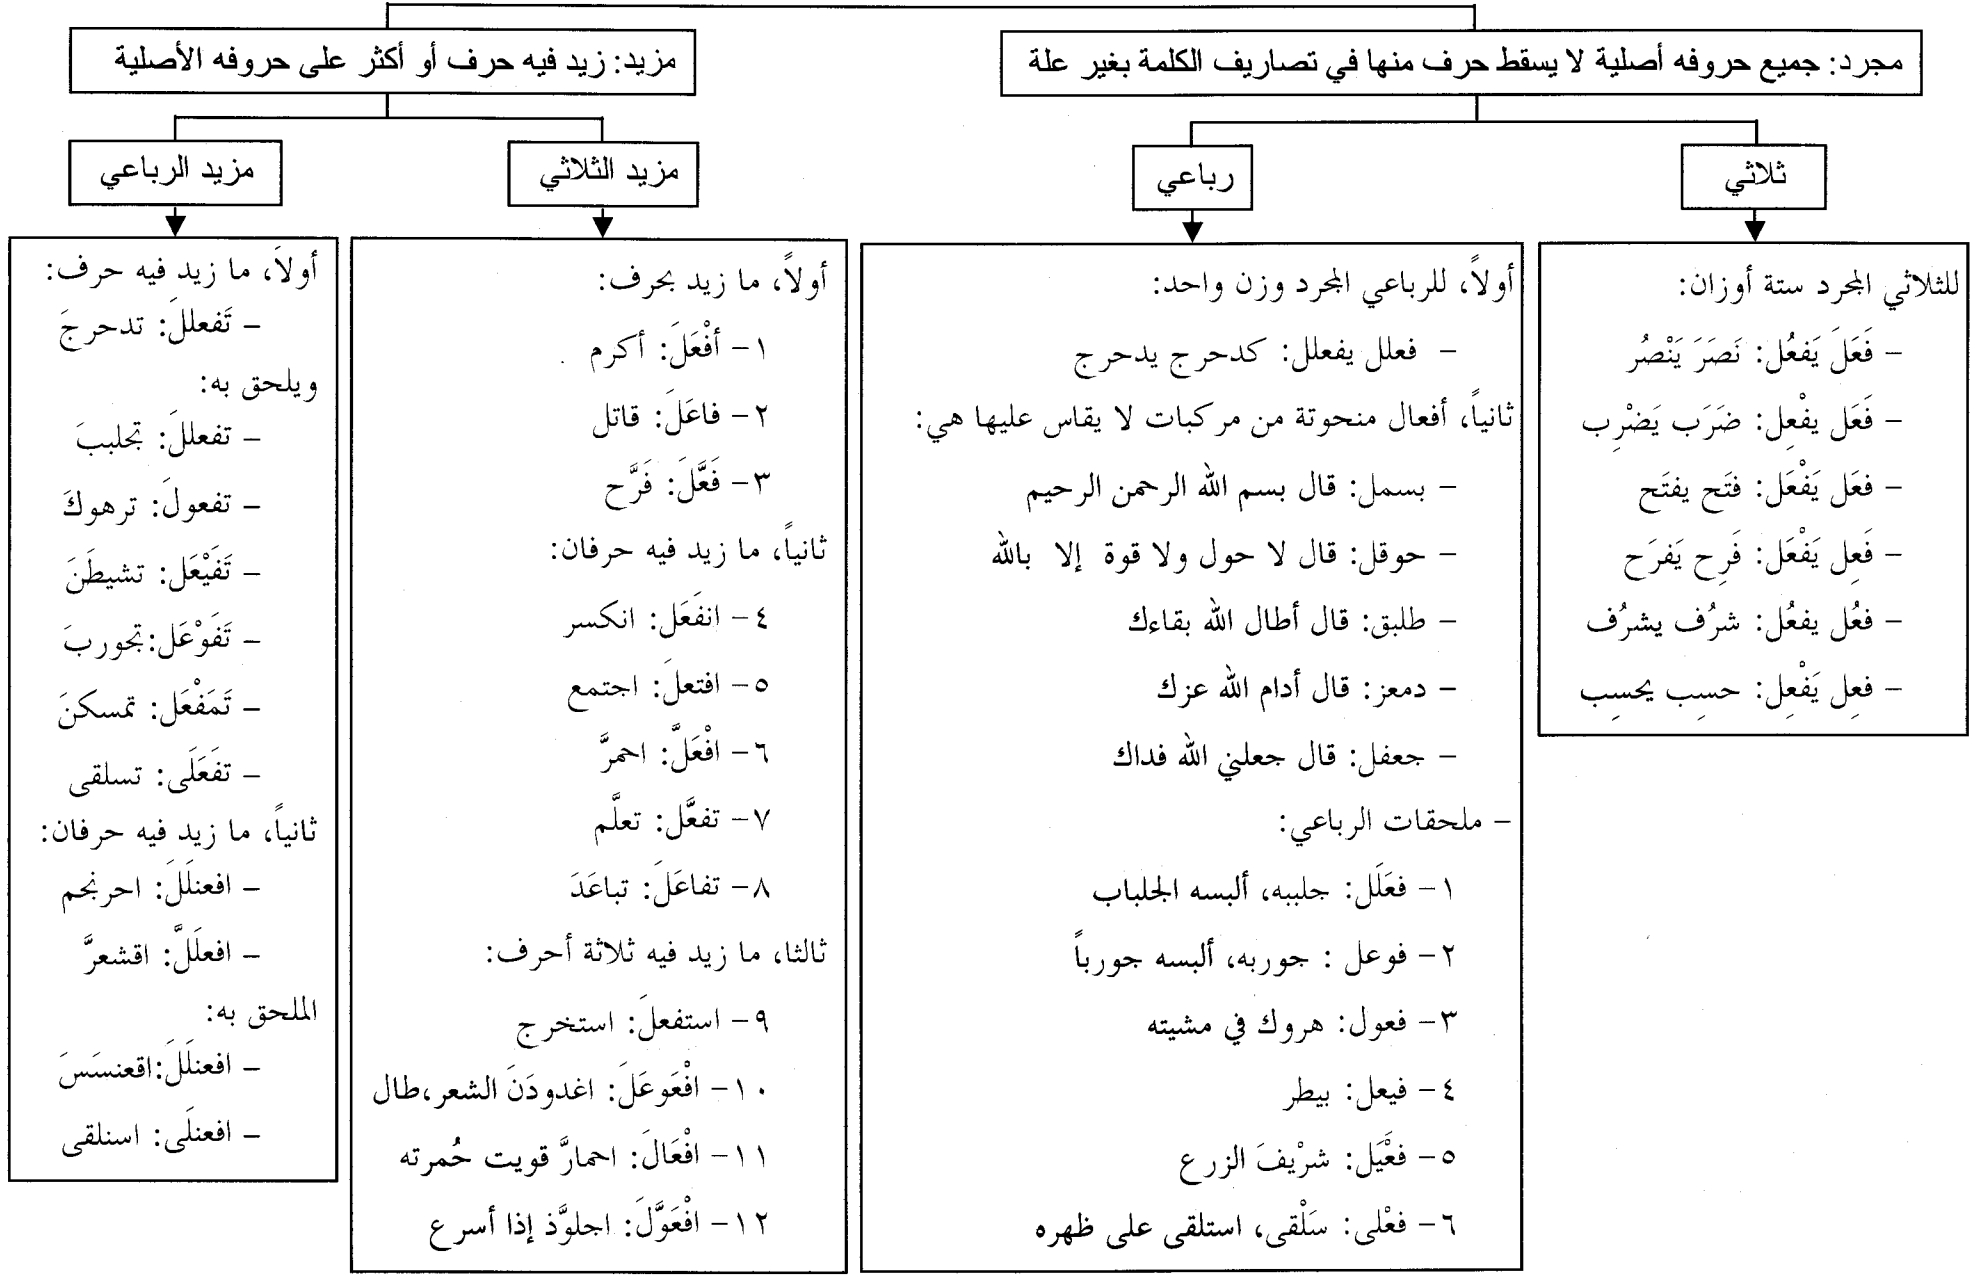 مجرد: جميع حروفه أصلية لا يسقط حرف منها في تصاريف الكلمة بغير علة
مزيد: زيد فيه حرف أو أكثر على حروفه الأصلية
ثلاثي
رباعي
مزيد الثلاثي
مزيد الرباعي
للثلاثي المجرد ستة أوزان:
- فَعَلَ يَفعُل: نَصَرَ يَنْصُر
- فَعَل يَفْعِل: ضَرَب يَضْرِب
- فعَل يَفْعَل: فتَح يفتَح
- فَعِل يَفْعَل: فَرِح يَفرَح
- فعُل يفعُل: شرُف يشرُف
- فعِل يَفْعِل: حسِب يحسِب
أولاً، للرباعي المجرد وزن واحد:
- فعلل يفعلل: كدحرج يدحرج
ثانياً، أفعال منحوتة من مركبات لا يقاس عليها هي:
- بسمل: قال بسم الله الرحمن الرحيم
- حوقل: قال لا حول ولا قوة إلا بالله
- طلبق: قال أطال الله بقاءك
- دمعز: قال أدام الله عزك
- جعفل: قال جعلني الله فداك
- ملحقات الرباعي:
١- فعَلَل: جلببه، ألبسه الجلباب
٢- فوعل : جوربه، ألبسه جورباً
٣- فعول: هروك في مشيته
٤- فيعل: بيطر
٥- فعْيَل: شرْيفَ الزرع
٦- فعْلى: سَلْقى، استلقى على ظهره
أولاً، ما زيد بحرف:
١- أفْعَلَ: أكرم
٢- فاعَلَ: قاتل
٣- فَعَّلَ: فَرَّح
ثانياً، ما زيد فيه حرفان:
٤- انفَعَل: انكسر
٥- افتعلَ: اجتمع
٦- افْعَلَّ: احمرَّ
٧- تفعَّل: تعلَّم
٨- تفاعَلَ: تباعَدَ
ثالثا، ما زيد فيه ثلاثة أحرف:
٩- استفعلَ: استخرج
١٠- افْعَوعَلَ: اغدودَنَ الشعر،طال
١١- افْعَالَّ: احمارَّ قويت حُمرته
١٢- افْعَوَّلَ: اجلوَّذ إذا أسرع
أولاً، ما زيد فيه حرف:
- تَفعللَ: تدحرجَ
ويلحق به:
- تفعللَ: تجلببَ
- تفعولَ: ترهوكَ
- تَفَيْعَل: تشيطَنَ
- تَفَوْعَل:تجوربَ
- تَمَفْعَل: تمسكنَ
- تفَعَلَى: تسلقى
ثانياً، ما زيد فيه حرفان:
- افعنلَلَ: احرنجم
- افعلَلَّ: اقشعرَّ
الملحق به:
- افعنلَلَ:اقعنسَسَ
- افعنلَى: اسنلقى